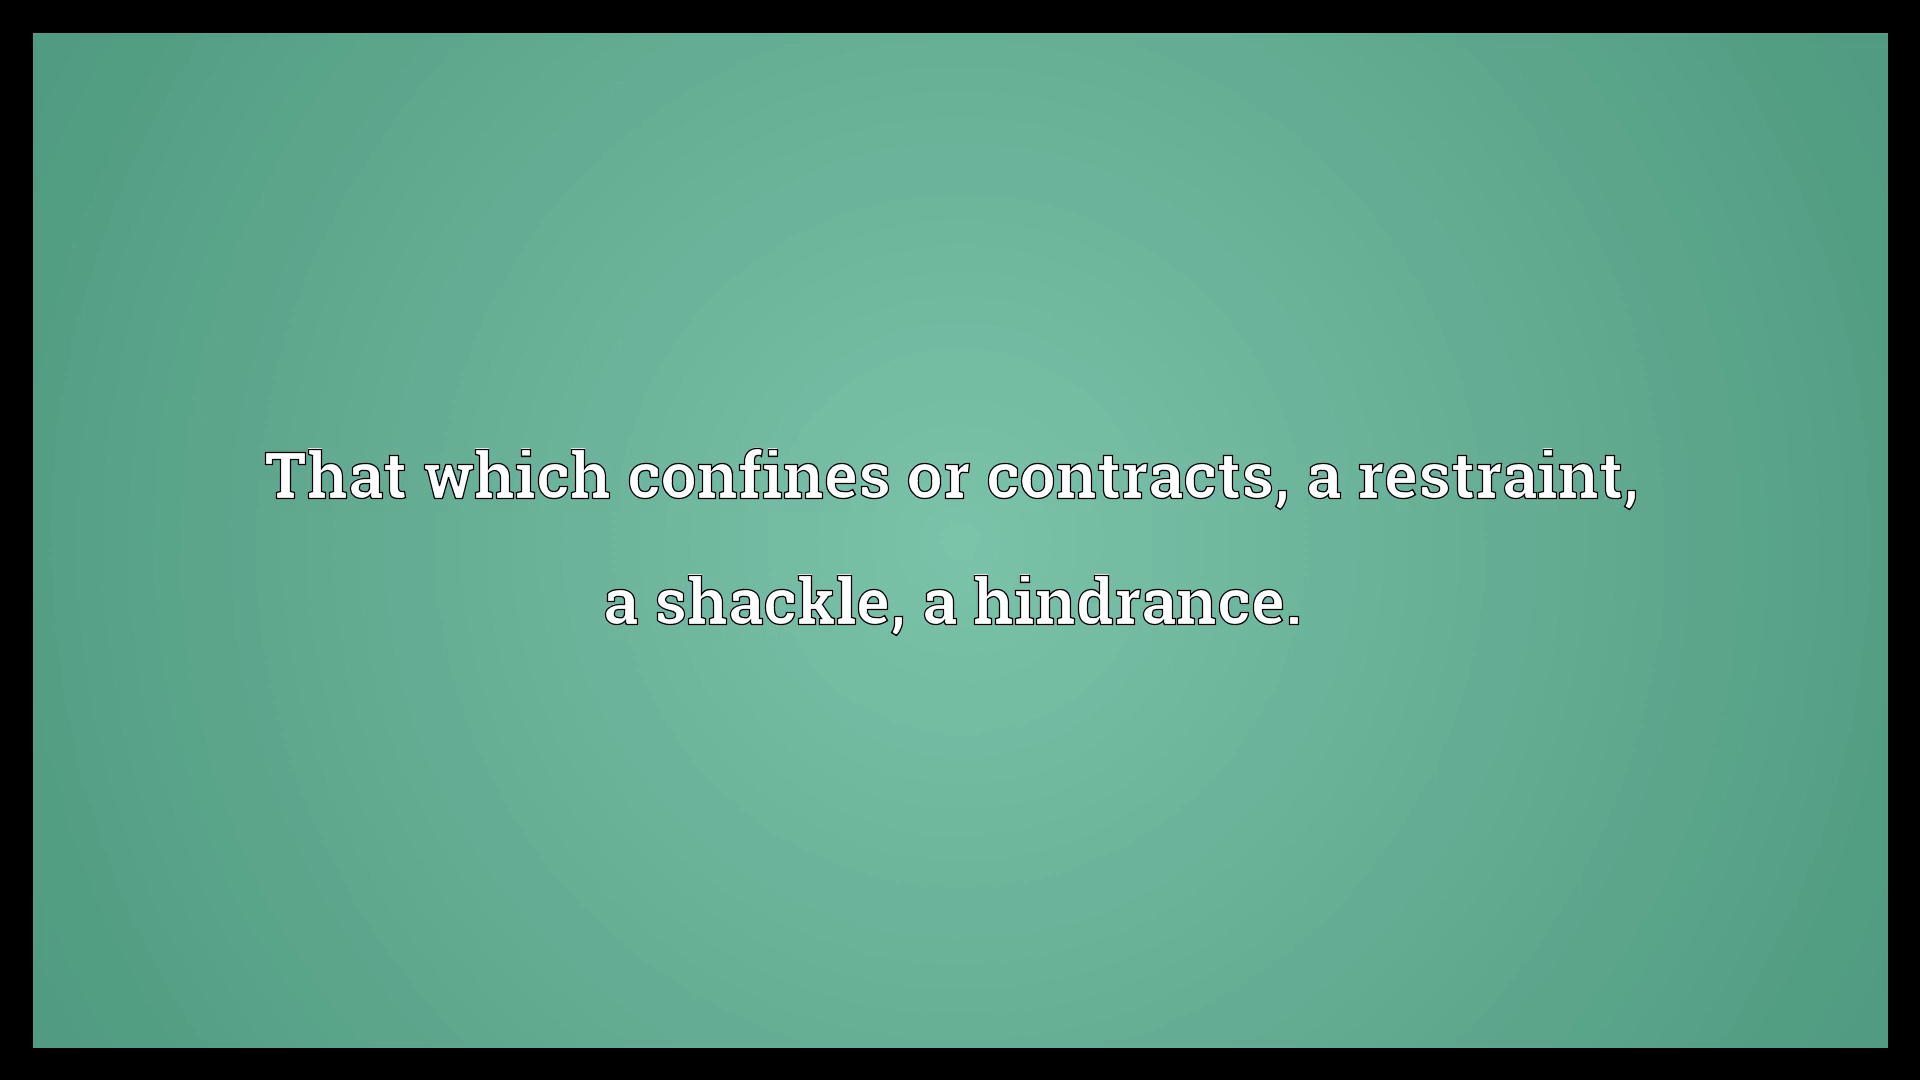 That which confines or contracts, a restraint,
a shackle, a hindrance.